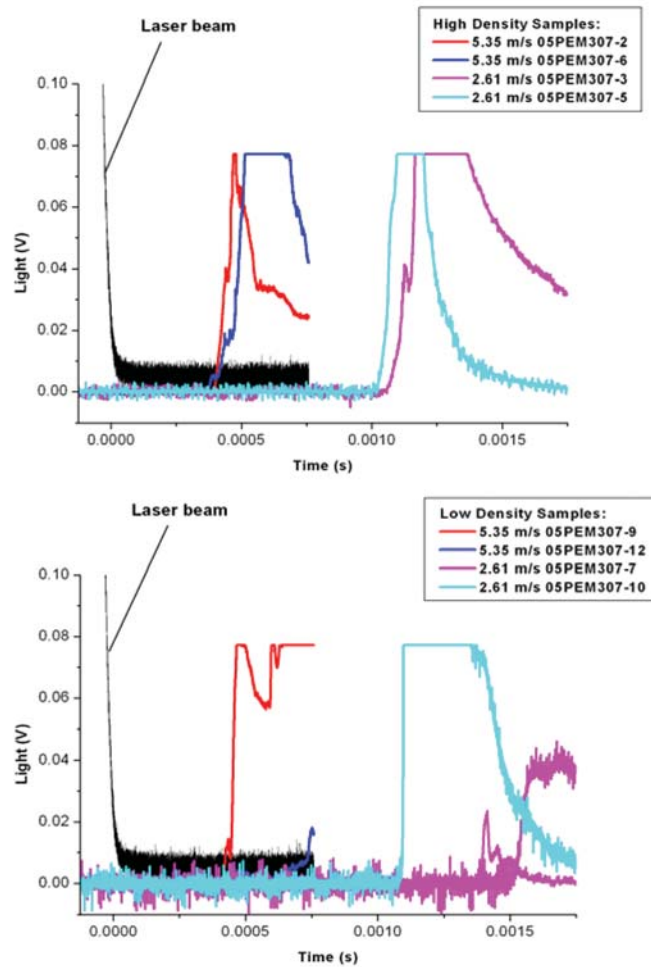 High Density Samples:
5.35 m/s 05PEM307-2
5.35 m/s 05PEM307-6
2.61 m/s 05PEM307-3
2.61 m/s 05PEM307-5
Laser beam
0.10
0.08
0.06
0.04
0.02
0.00
Light (V)
0.0000 0.0005 0.0010 0.0015
Time (s)
Low Density Samples:
5.35 m/s 05PEM307-9
5.35 m/s 05PEM307-12
2.61 m/s 05PEM307-7
2.61 m/s 05PEM307-10
Laser beam
0.10
0.08
0.06
0.04
0.02
0.00
Light (V)
0.0000 0.0005 0.0010 0.0015
Time (s)